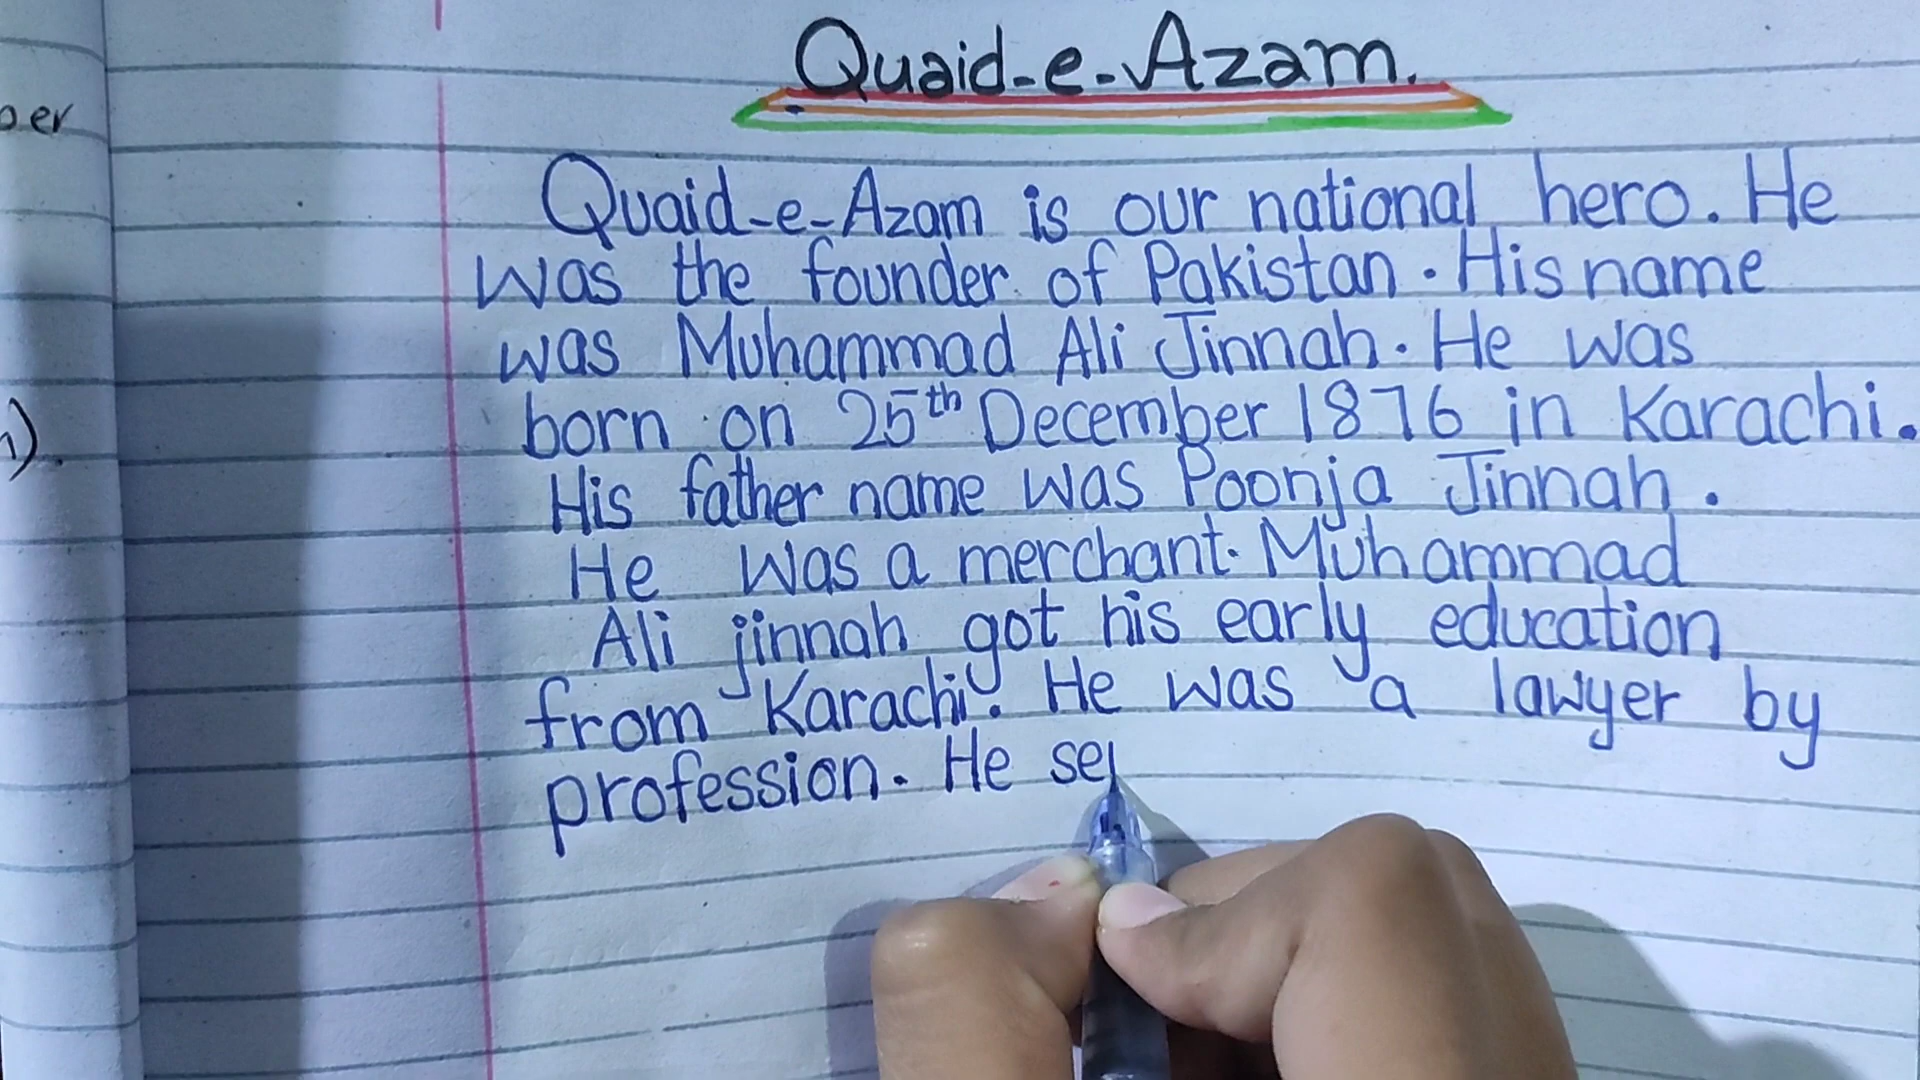 Quaid-e-Azam.
Quaid-e-Azam is our national hero. He
was the founder of Pakistan. His name
was Muhammad Ali Jinnah. He was
born on 25th December 1876 in Karachi.
His father name was Poonja Jinnah.
He was a merchant. Muhammad
Ali jinnah got his early education
from Karachi. He was a lawyer by
profession. He se